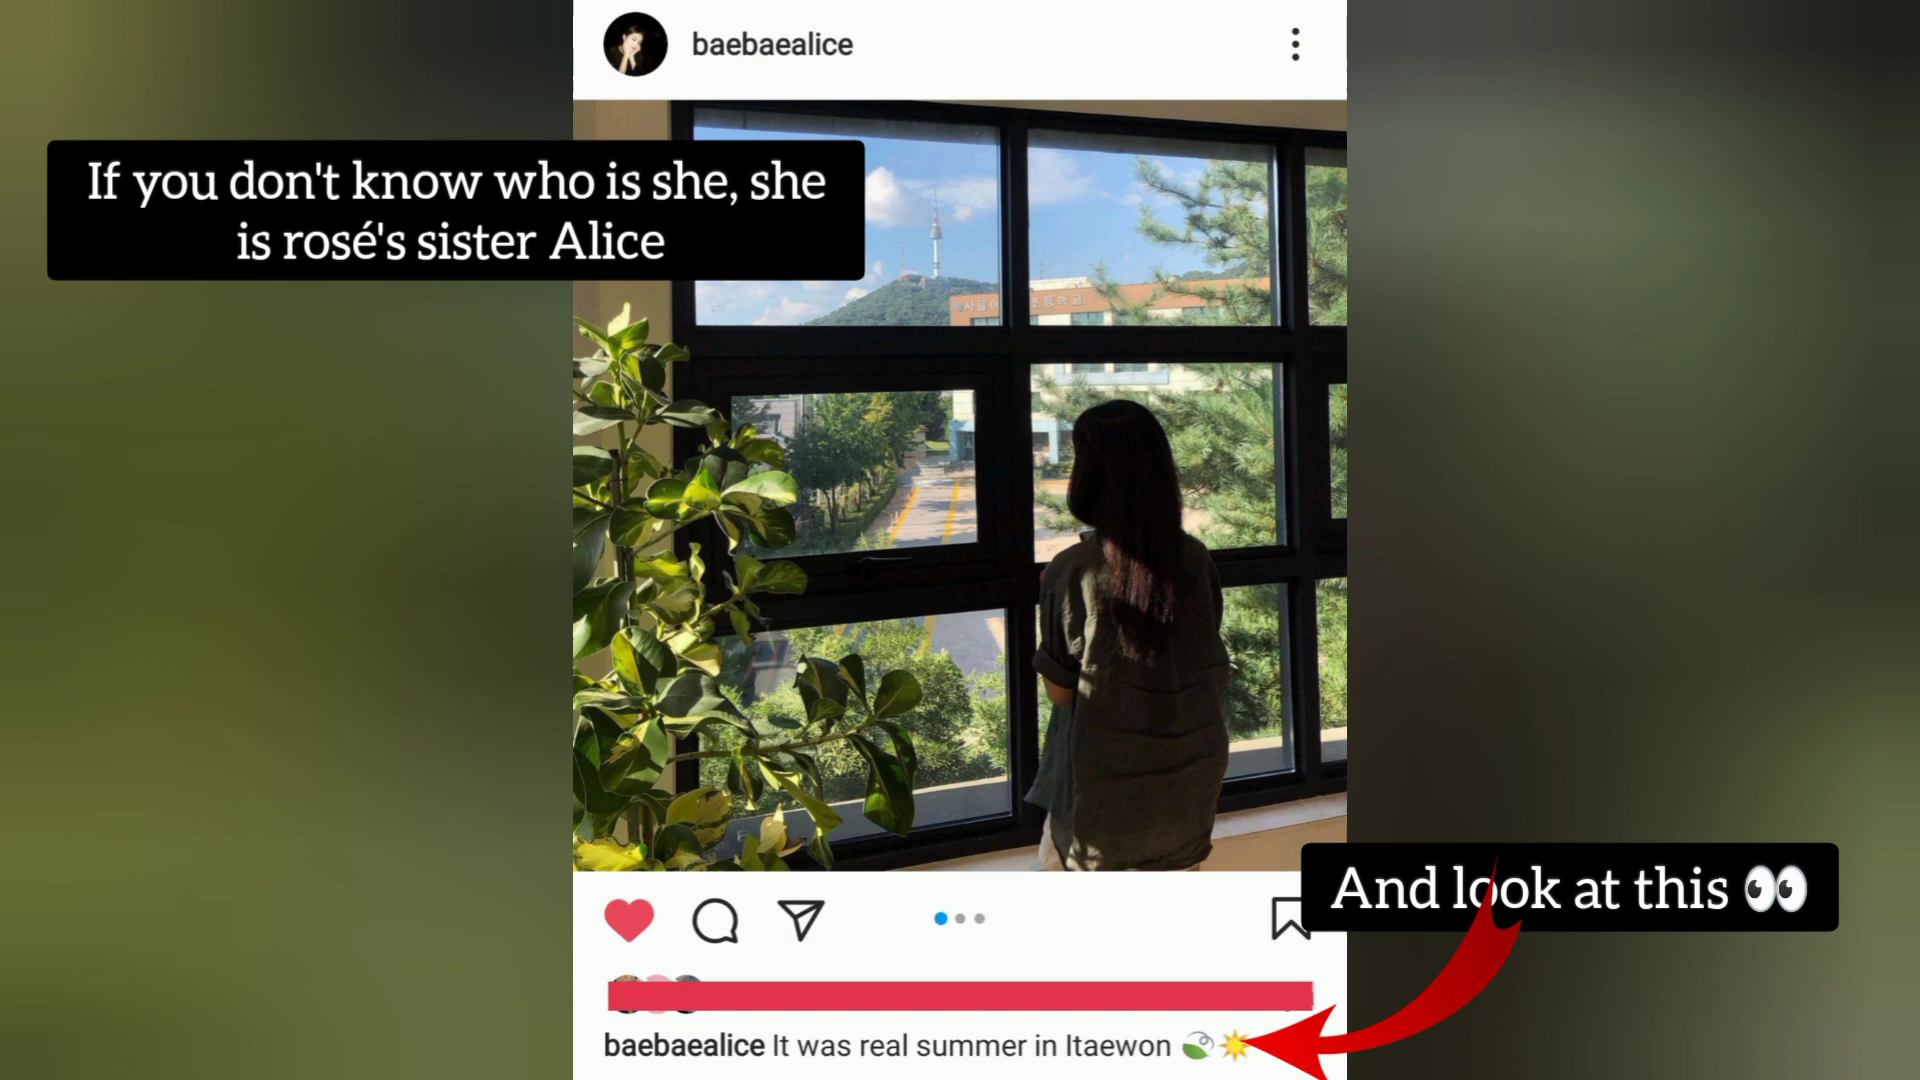 baebaealice
If you don't know who is she, she
is rosé's sister Alice
And look at this 👀
baebaealice It was real summer in Itaewon 🍃☀️